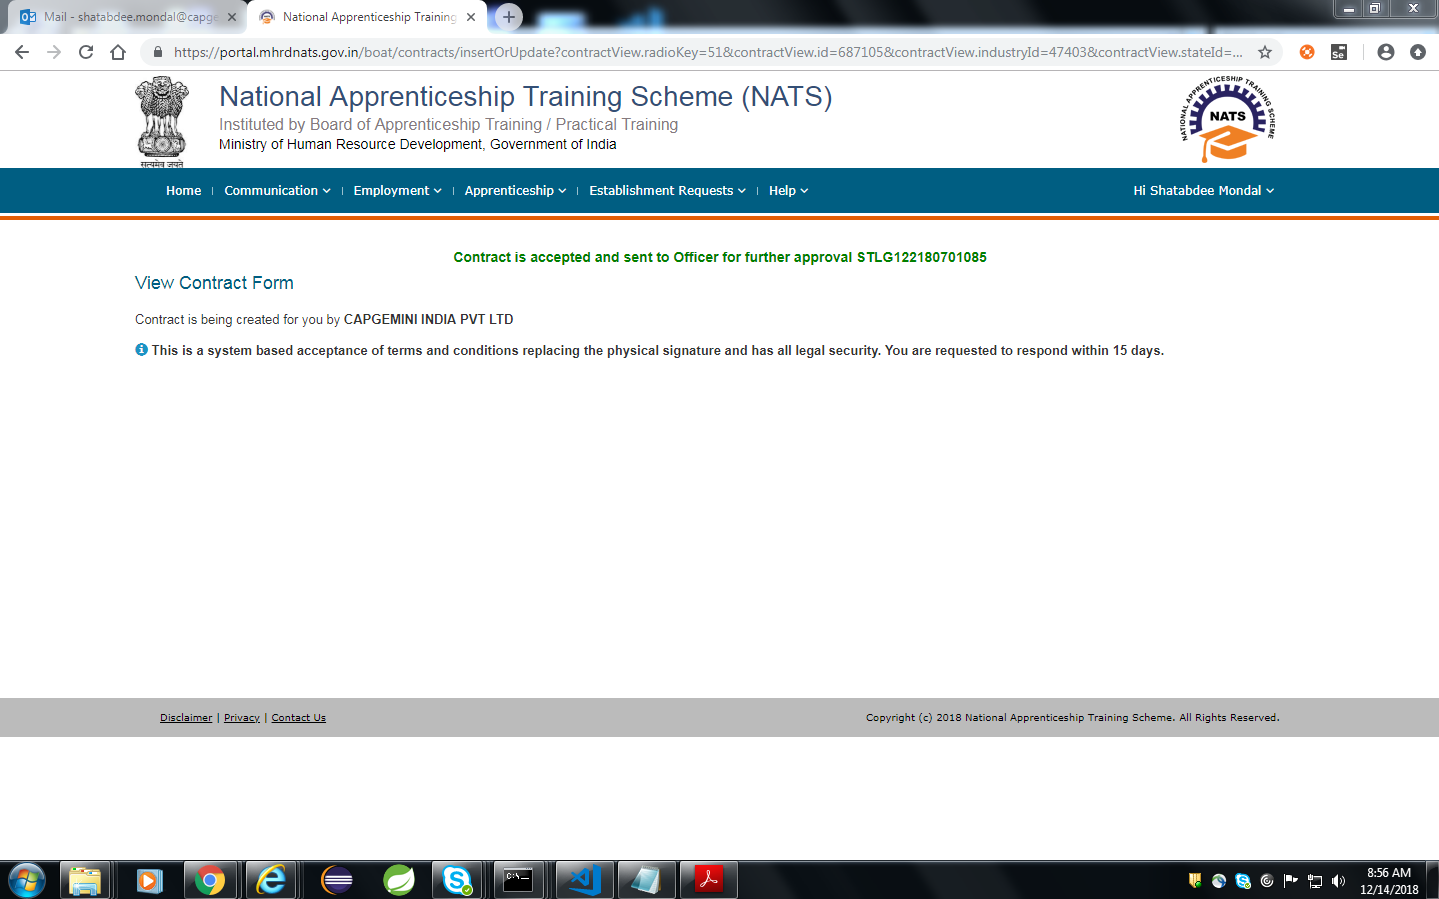 Mail - shatabdee.mondal@capge
National Apprenticeship Training
https://portal.mhrdnats.gov.in/boat/contracts/insertOrUpdate?contractView.radioKey=51&contractView.id=687105&contractView.industryId=47403&contractView.stateId=...
Se
सत्यमेव जयते
National Apprenticeship Training Scheme (NATS)
Instituted by Board of Apprenticeship Training / Practical Training
Ministry of Human Resource Development, Government of India
NATIONAL APPRENTICESHIP TRAINING SCHEME
NATS
Home | Communication | Employment | Apprenticeship | Establishment Requests | Help
Hi Shatabdee Mondal
Contract is accepted and sent to Officer for further approval STLG122180701085
View Contract Form
Contract is being created for you by CAPGEMINI INDIA PVT LTD
This is a system based acceptance of terms and conditions replacing the physical signature and has all legal security. You are requested to respond within 15 days.
Disclaimer | Privacy | Contact Us
Copyright (c) 2018 National Apprenticeship Training Scheme. All Rights Reserved.
C:\.
8:56 AM
12/14/2018